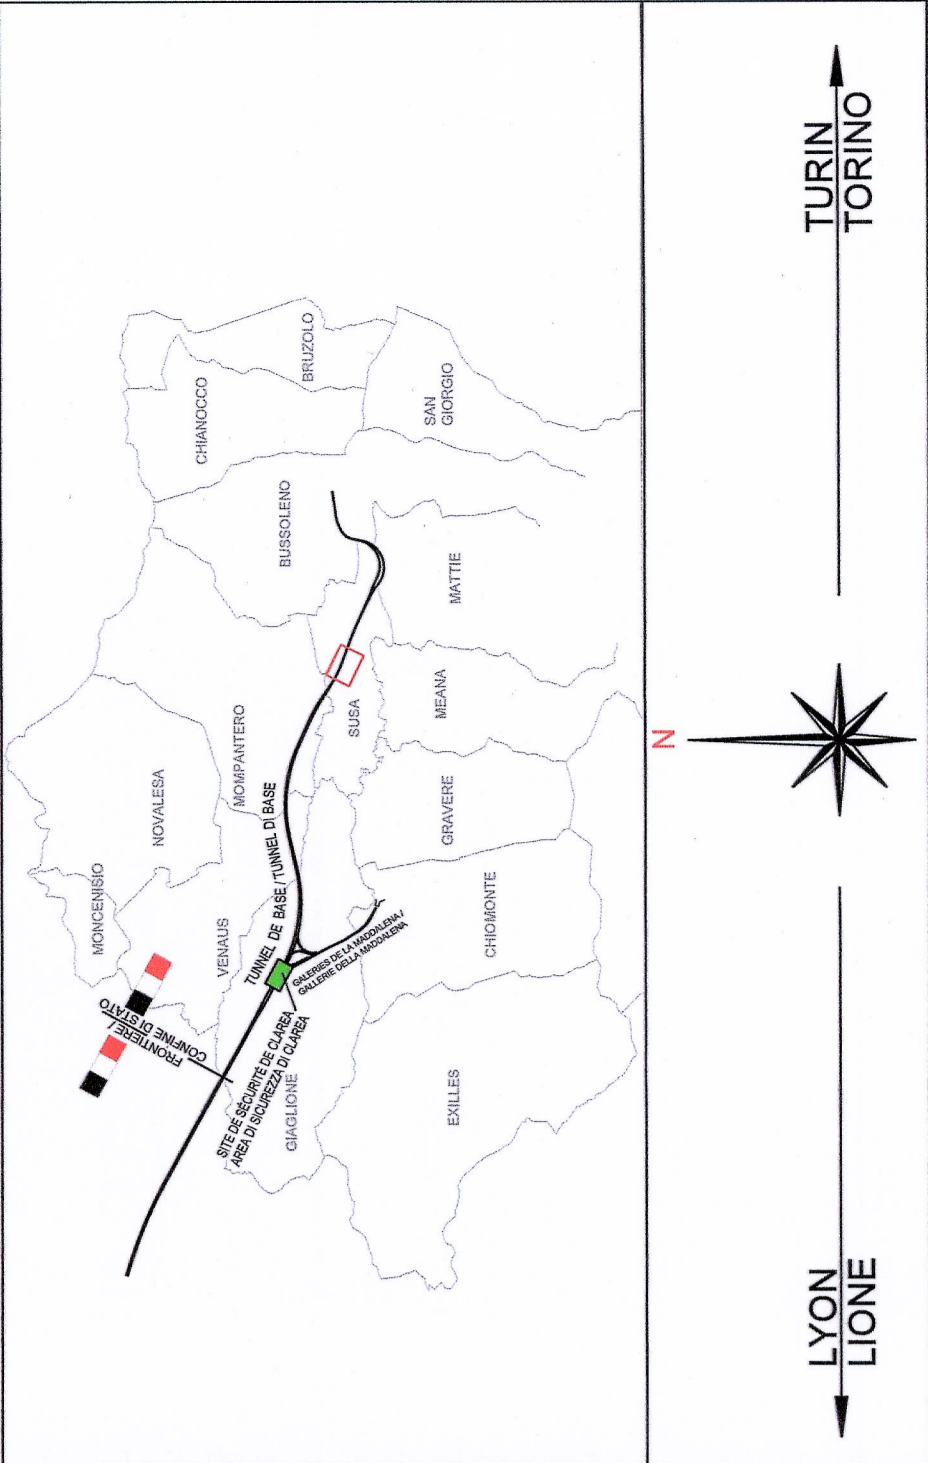 MONCENISIO
NOVALESA
VENAUS
MOMPANTERO
CHIANOCCO
BRUZOLO
BUSSOLENO
SAN
GIORGIO
SUSA
MATTIE
MEANA
GRAVERE
CHIOMONTE
EXILLES
GIAGLIONE
FRONTIERE /
CONFINE DI STATO
TUNNEL DE BASE / TUNNEL DI BASE
GALERIES DE LA MADDALENA /
GALLERIE DELLA MADDALENA
SITE DE SÉCURITÉ DE CLAREA
AREA DI SICUREZZA DI CLAREA
N
LYON
LIONE
TURIN
TORINO